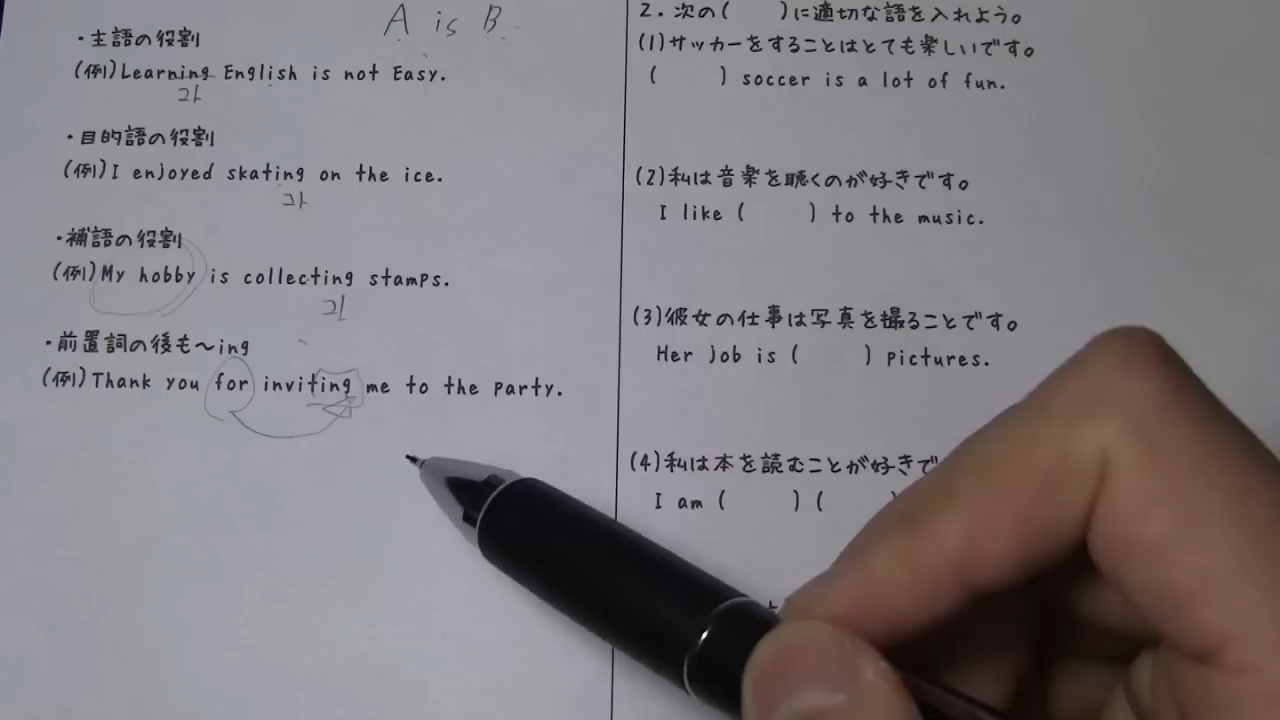 A is B
・主語の役割
(例)Learning English is not Easy.
・目的語の役割
(例)I enjoyed skating on the ice.
・補語の役割
(例)My hobby is collecting stamps.
・前置詞の後も〜ing
(例)Thank you for inviting me to the party.
2. 次の(　　)に適切な語を入れよう。
(1)サッカーをすることはとても楽しいです。
(　　) soccer is a lot of fun.
(2)私は音楽を聴くのが好きです。
I like (　　) to the music.
(3)彼女の仕事は写真を撮ることです。
Her job is (　　) pictures.
(4)私は本を読むことが好きで
I am (　　) (　　)